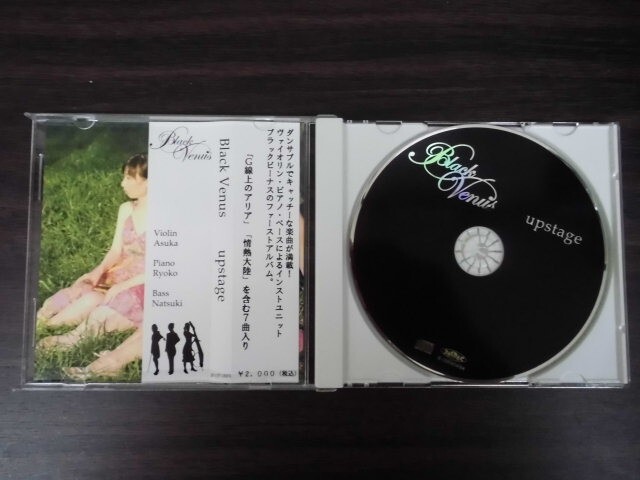 Black
Venus
Violin
Asuka
Piano
Ryoko
Bass
Natsuki
ダンサブルでキャッチーな楽曲が満載!
ヴァイオリン・ピアノ・ベースによるインストユニット
ブラックビーナスのファーストアルバム。
「G線上のアリア」「情熱大陸」を含む7曲入り
Black Venus upstage
¥2,000(税込)
Black
Venus
upstage